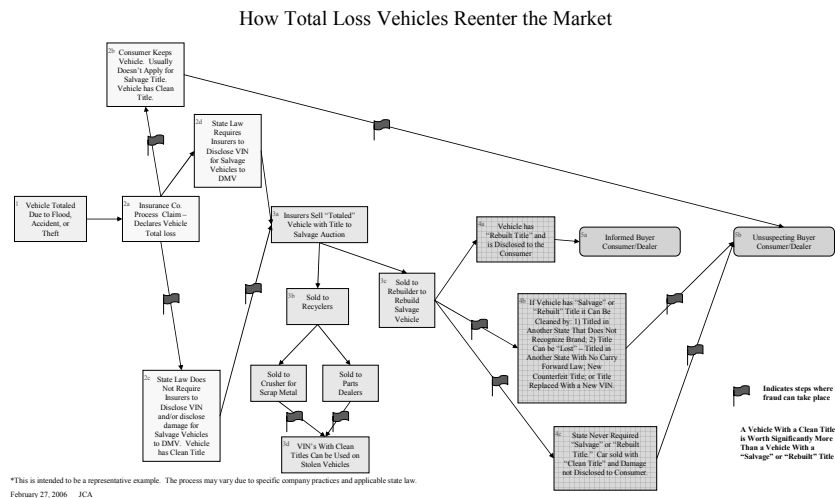 How Total Loss Vehicles Reenter the Market
2b Consumer Keeps
Vehicle. Usually
Doesn't Apply for
Salvage Title.
Vehicle has Clean
Title.
2d State Law
Requires
Insurers to
Disclose VIN
for Salvage
Vehicles to
DMV
1 Vehicle Totaled
Due to Flood,
Accident, or
Theft
2a Insurance Co.
Process Claim –
Declares Vehicle
Total loss
3a Insurers Sell "Totaled"
Vehicle with Title to
Salvage Auction
4a Vehicle has
"Rebuilt Title" and
is Disclosed to the
Consumer
5a Informed Buyer
Consumer/Dealer
5b Unsuspecting Buyer
Consumer/Dealer
3b Sold to
Recyclers
3c Sold to
Rebuilder to
Rebuild
Salvage
Vehicle
4b If Vehicle has "Salvage" or
"Rebuilt" Title it Can Be
Cleaned by: 1) Titled in
Another State That Does Not
Recognize Brand; 2) Title
Can be "Lost" – Titled in
Another State With No Carry
Forward Law; New
Counterfeit Title; or Title
Replaced With a New VIN.
2c State Law Does
Not Require
Insurers to
Disclose VIN
and/or disclose
damage for
Salvage Vehicles
to DMV. Vehicle
has Clean Title
Sold to
Crusher for
Scrap Metal
Sold to
Parts
Dealers
3d VIN's With Clean
Titles Can be Used on
Stolen Vehicles
4c State Never Required
"Salvage" or "Rebuilt
Title." Car sold with
"Clean Title" and Damage
not Disclosed to Consumer.
Indicates steps where
fraud can take place
A Vehicle With a Clean Title
is Worth Significantly More
Than a Vehicle With a
"Salvage" or "Rebuilt" Title
*This is intended to be a representative example. The process may vary due to specific company practices and applicable state law.
February 27, 2006 JCA